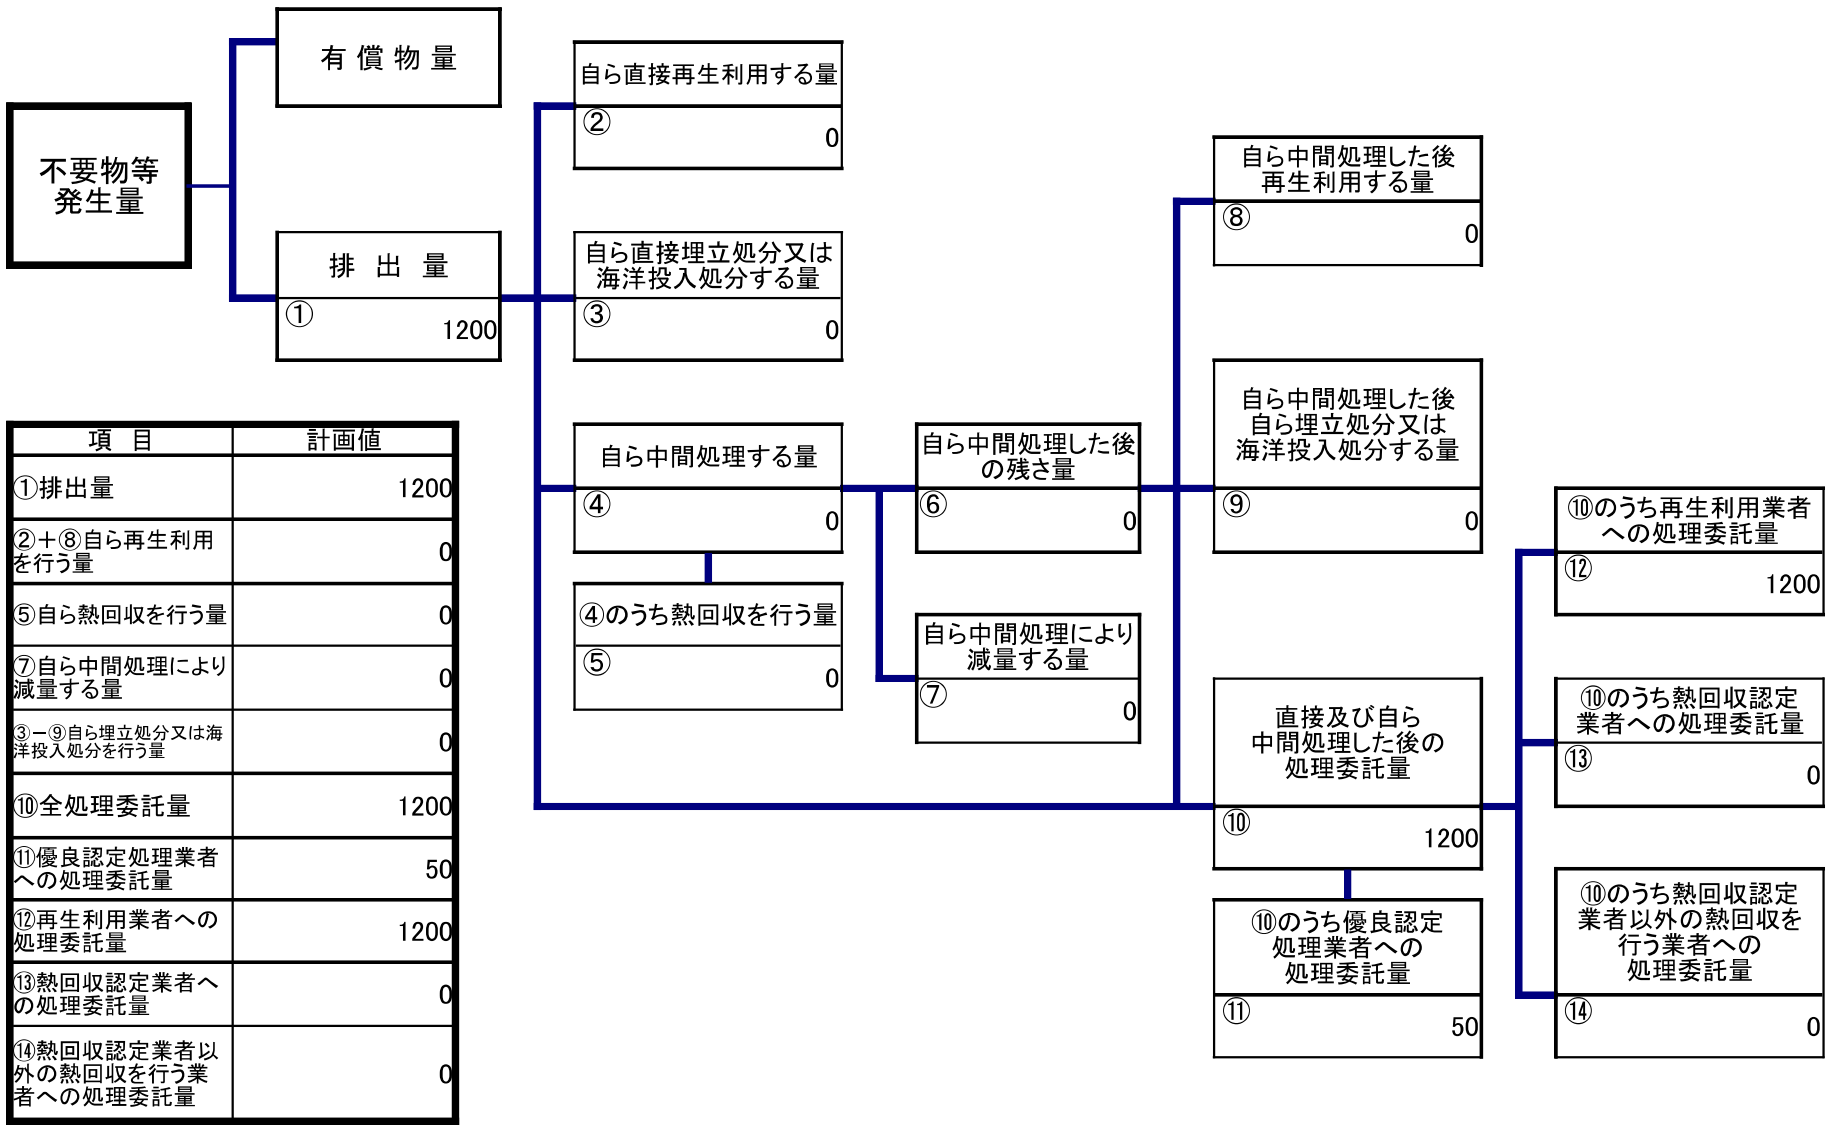 有償物量
不要物等
発生量
排出量
①
1200
自ら直接再生利用する量
②
0
自ら直接埋立処分又は
海洋投入処分する量
③
0
自ら中間処理する量
④
0
④のうち熱回収を行う量
⑤
0
自ら中間処理した後
の残さ量
⑥
0
自ら中間処理により
減量する量
⑦
0
自ら中間処理した後
再生利用する量
⑧
0
自ら中間処理した後
自ら埋立処分又は
海洋投入処分する量
⑨
0
直接及び自ら
中間処理した後の
処理委託量
⑩
1200
⑩のうち優良認定
処理業者への
処理委託量
⑪
50
⑩のうち再生利用業者
への処理委託量
⑫
1200
⑩のうち熱回収認定
業者への処理委託量
⑬
0
⑩のうち熱回収認定
業者以外の熱回収を
行う業者への
処理委託量
⑭
0
項目 計画値
①排出量 1200
②+⑧自ら再生利用
を行う量 0
⑤自ら熱回収を行う量 0
⑦自ら中間処理により
減量する量 0
③-⑨自ら埋立処分又は海
洋投入処分を行う量 0
⑩全処理委託量 1200
⑪優良認定処理業者
への処理委託量 50
⑫再生利用業者への
処理委託量 1200
⑬熱回収認定業者へ
の処理委託量 0
⑭熱回収認定業者以
外の熱回収を行う業
者への処理委託量 0